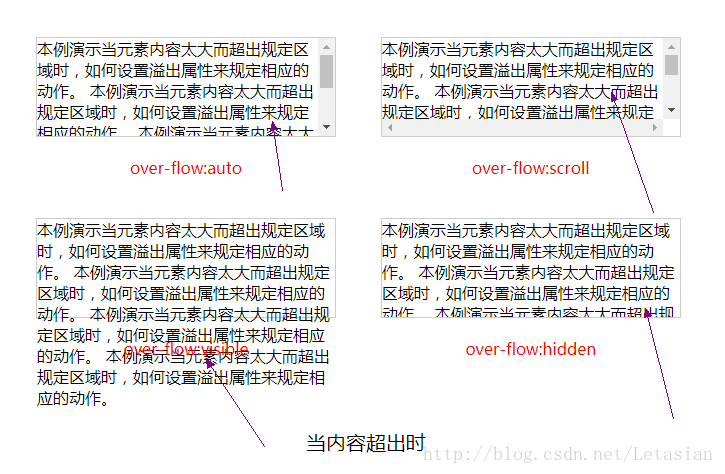 本例演示当元素内容太大而超出规定区
域时，如何设置溢出属性来规定相应的
动作。 本例演示当元素内容太大而超出
规定区域时，如何设置溢出属性来规定
相应的动作。 本例演示当元素内容太大
over-flow:auto
本例演示当元素内容太大而超出规定区
域时，如何设置溢出属性来规定相应的
动作。 本例演示当元素内容太大而超出
规定区域时，如何设置溢出属性来规定
over-flow:scroll
本例演示当元素内容太大而超出规定区域
时，如何设置溢出属性来规定相应的动
作。 本例演示当元素内容太大而超出规定
区域时，如何设置溢出属性来规定相应的
动作。 本例演示当元素内容太大而超出规
定区域时，如何设置溢出属性来规定相应
的动作。 本例演示当元素内容太大而超出
规定区域时，如何设置溢出属性来规定相
应的动作。
over-flow:visible
本例演示当元素内容太大而超出规定区域
时，如何设置溢出属性来规定相应的动
作。 本例演示当元素内容太大而超出规定
区域时，如何设置溢出属性来规定相应的
动作。 本例演示当元素内容太大而超出规
over-flow:hidden
当内容超出时
http://blog.csdn.net/Letasian